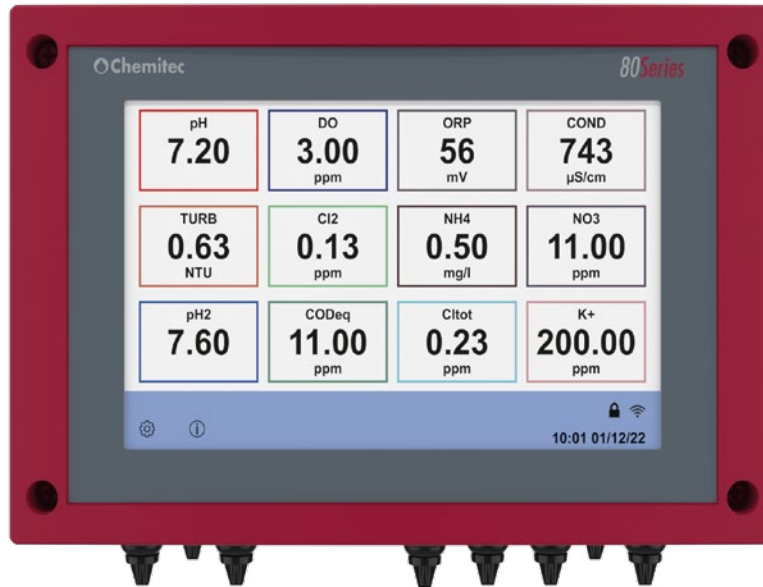 Chemitec
80Series
pH
7.20
DO
3.00
ppm
ORP
56
mV
COND
743
µS/cm
TURB
0.63
NTU
Cl2
0.13
ppm
NH4
0.50
mg/l
NO3
11.00
ppm
pH2
7.60
CODeq
11.00
ppm
Cltot
0.23
ppm
K+
200.00
ppm
10:01 01/12/22